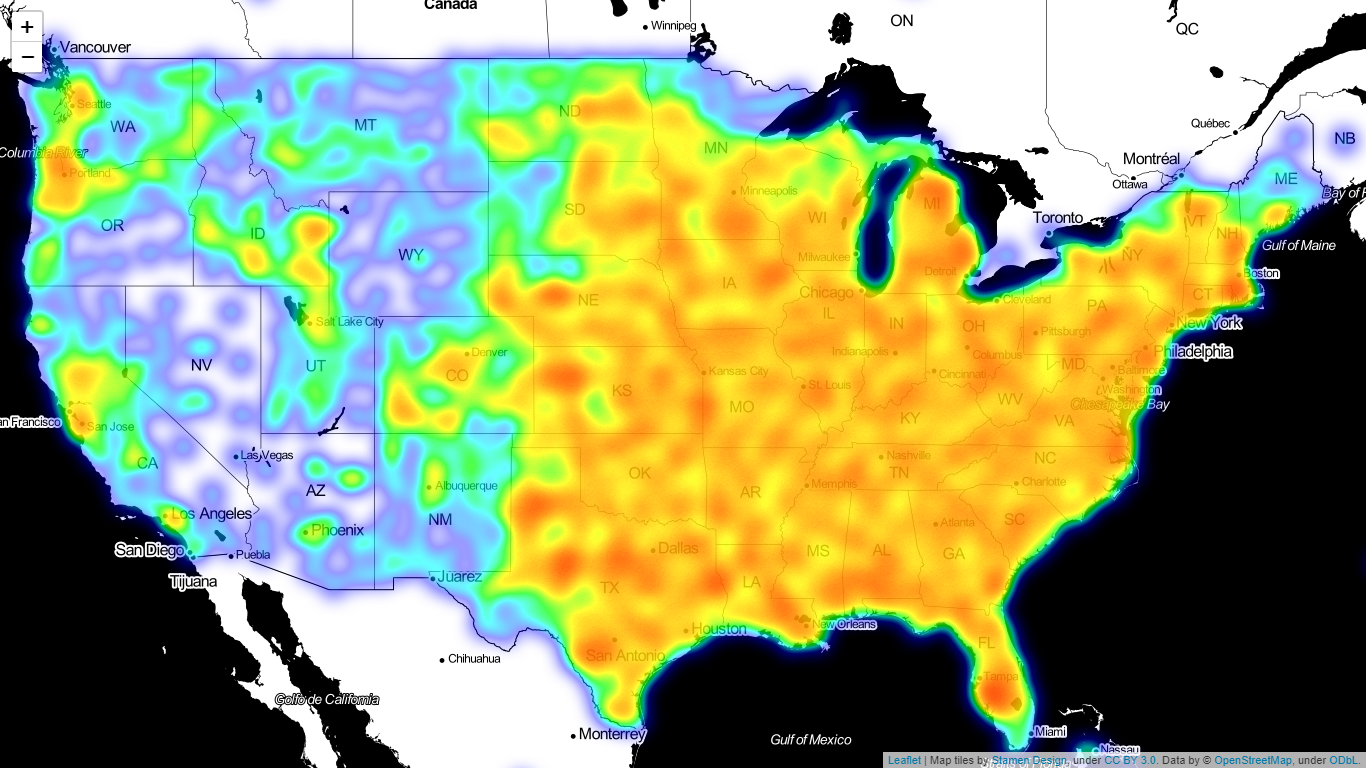 Canada
+
−
Vancouver
Winnipeg
ON
QC
Seattle
WA
MT
ND
MN
Québec
NB
Columbia River
Portland
Montréal
Ottawa
ME
OR
ID
WY
SD
Minneapolis
WI
MI
Toronto
VT
NH
NY
Gulf of Maine
Milwaukee
Detroit
Boston
Chicago
IA
NE
IL
IN
OH
Cleveland
PA
CT
New York
Salt Lake City
NV
UT
Denver
CO
Indianapolis
Columbus
Pittsburgh
Philadelphia
KS
Kansas City
St. Louis
Cincinnati
MD
Baltimore
Washington
MO
KY
WV
VA
Chesapeake Bay
San Jose
CA
Las Vegas
AZ
Albuquerque
NM
OK
AR
Nashville
TN
Memphis
NC
Charlotte
Los Angeles
Phoenix
San Diego
Puebla
Tijuana
Juarez
Dallas
TX
LA
MS
AL
Atlanta
GA
SC
Chihuahua
Houston
San Antonio
New Orleans
FL
Tampa
Golfo de California
Monterrey
Gulf of Mexico
Miami
Nassau
Leaflet | Map tiles by Stamen Design, under CC BY 3.0. Data by © OpenStreetMap, under ODbL.